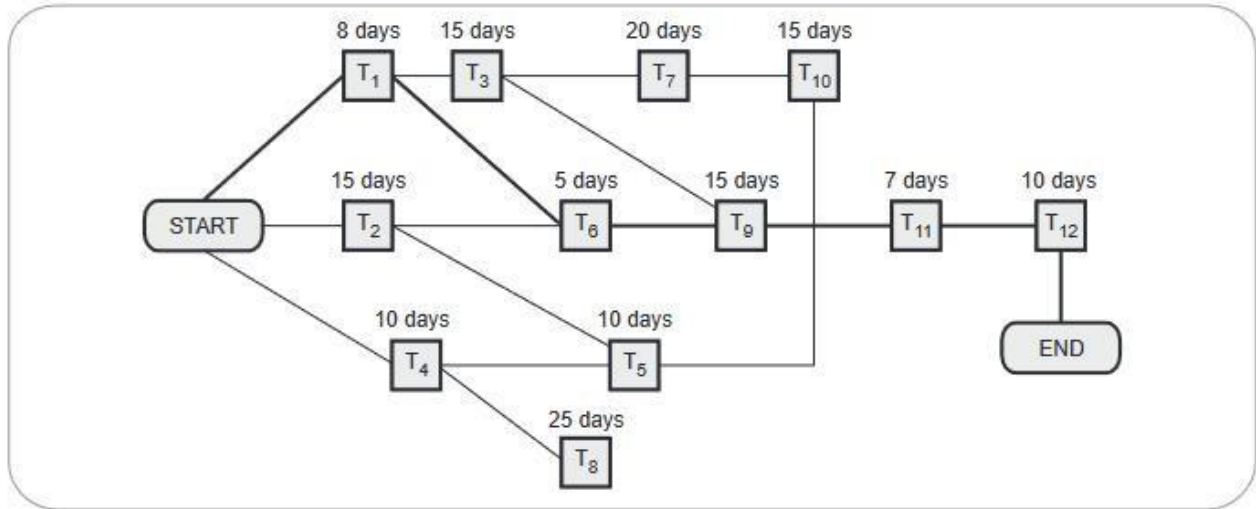 8 days 15 days 20 days 15 days
T1 T3 T7 T10
15 days 5 days 15 days 7 days 10 days
START T2 T6 T9 T11 T12
10 days 10 days
T4 T5 END
25 days
T8